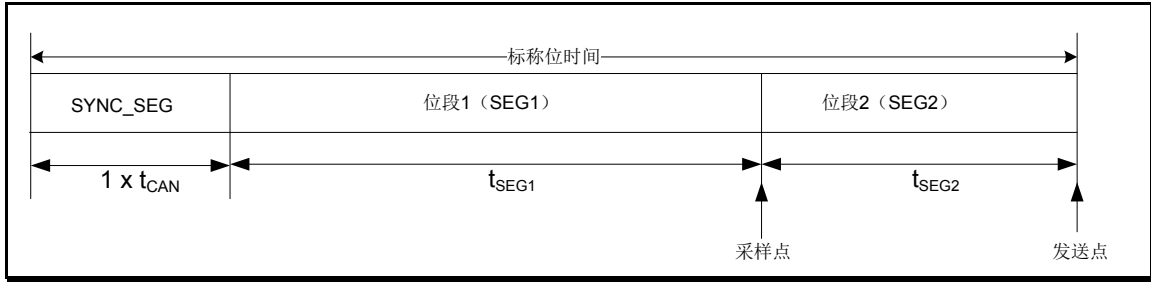 标称位时间
SYNC_SEG
位段1（SEG1）
位段2（SEG2）
1 x tCAN
tSEG1
tSEG2
采样点
发送点